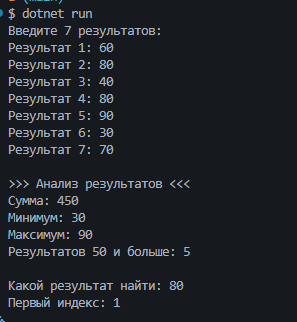 (main)
$ dotnet run
Введите 7 результатов:
Результат 1: 60
Результат 2: 80
Результат 3: 40
Результат 4: 80
Результат 5: 90
Результат 6: 30
Результат 7: 70
>>> Анализ результатов <<<
Сумма: 450
Минимум: 30
Максимум: 90
Результатов 50 и больше: 5
Какой результат найти: 80
Первый индекс: 1